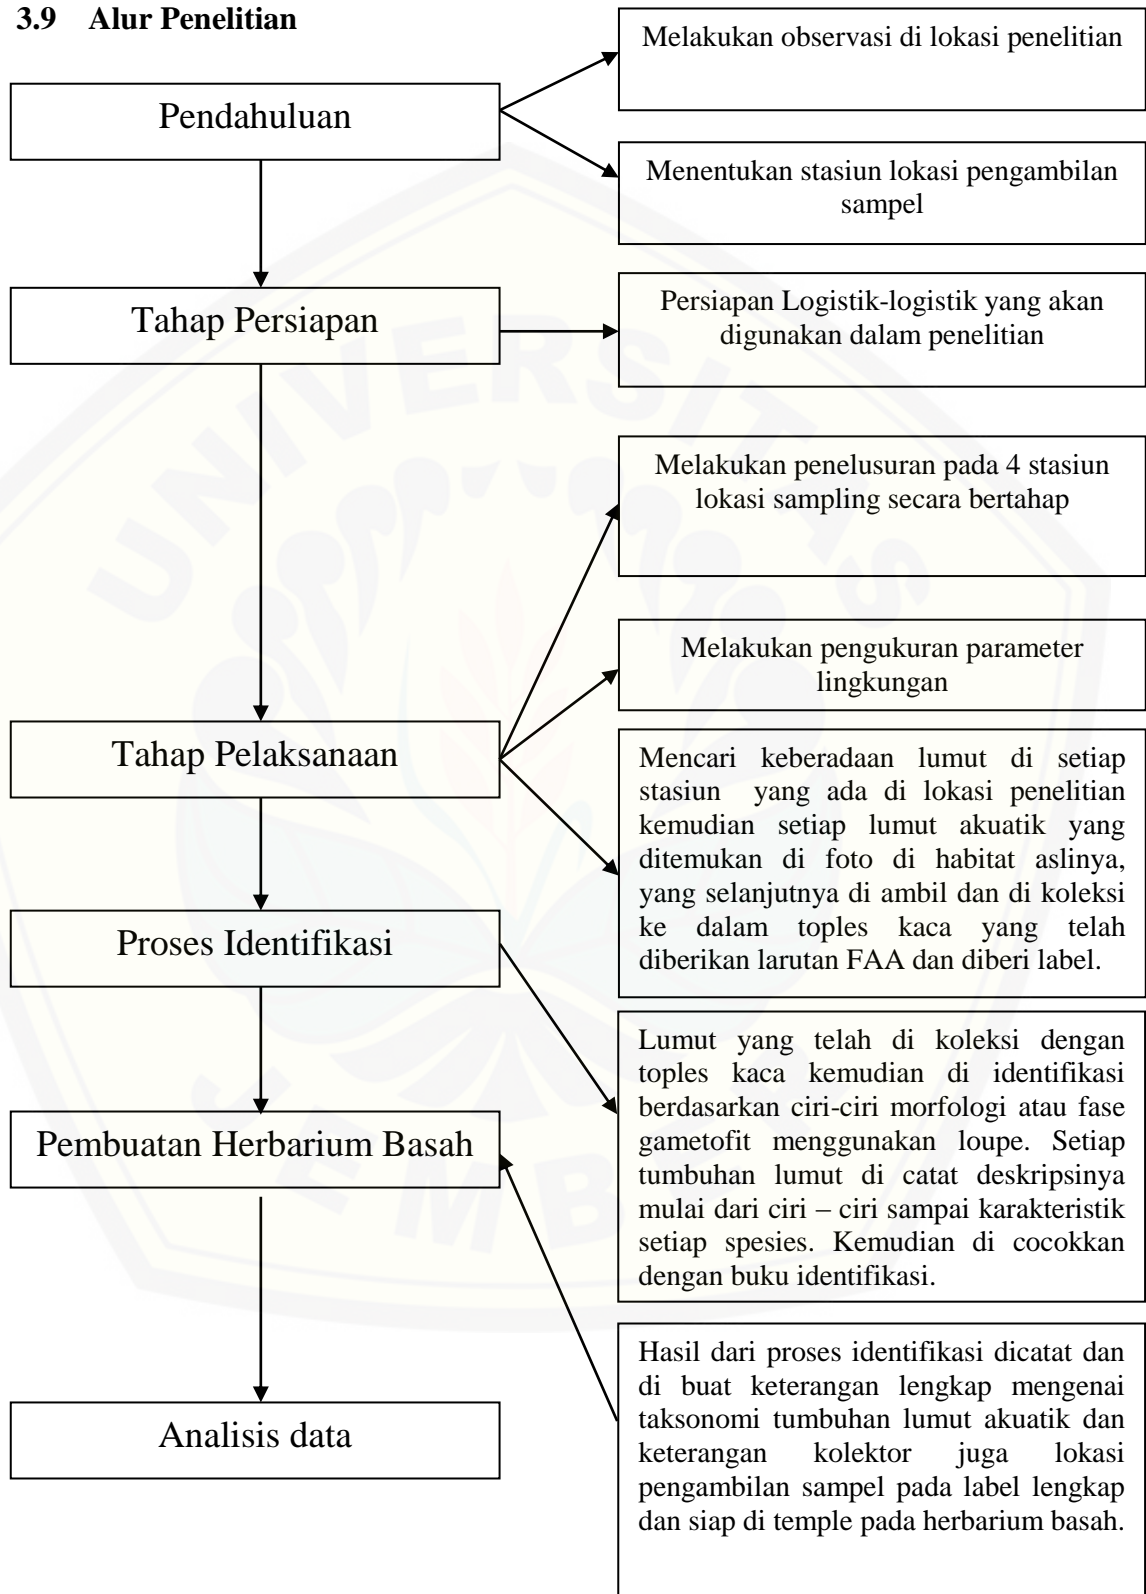 3.9 Alur Penelitian
Melakukan observasi di lokasi penelitian
Pendahuluan
Menentukan stasiun lokasi pengambilan
sampel
Tahap Persiapan
Persiapan Logistik-logistik yang akan
digunakan dalam penelitian
Melakukan penelusuran pada 4 stasiun
lokasi sampling secara bertahap
Melakukan pengukuran parameter
lingkungan
Tahap Pelaksanaan
Mencari keberadaan lumut di setiap
stasiun yang ada di lokasi penelitian
kemudian setiap lumut akuatik yang
ditemukan di foto di habitat aslinya,
yang selanjutnya di ambil dan di koleksi
ke dalam toples kaca yang telah
diberikan larutan FAA dan diberi label.
Proses Identifikasi
Lumut yang telah di koleksi dengan
toples kaca kemudian di identifikasi
berdasarkan ciri-ciri morfologi atau fase
gametofit menggunakan loupe. Setiap
tumbuhan lumut di catat deskripsinya
mulai dari ciri – ciri sampai karakteristik
setiap spesies. Kemudian di cocokkan
dengan buku identifikasi.
Pembuatan Herbarium Basah
Hasil dari proses identifikasi dicatat dan
di buat keterangan lengkap mengenai
taksonomi tumbuhan lumut akuatik dan
keterangan kolektor juga lokasi
pengambilan sampel pada label lengkap
dan siap di temple pada herbarium basah.
Analisis data
UNIVERSITAS
JEMBER